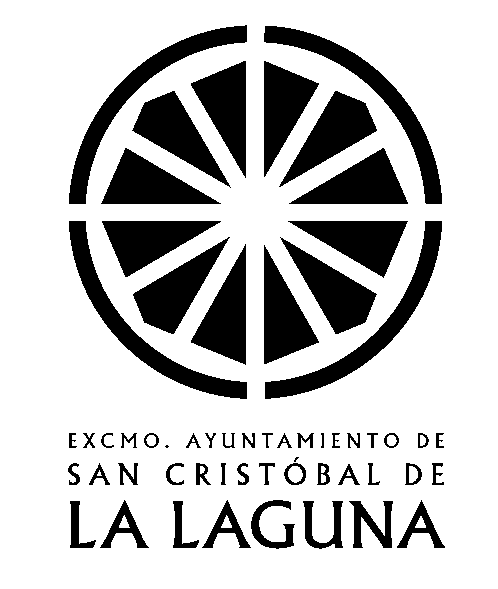 EXCMO. AYUNTAMIENTO DE
SAN CRISTÓBAL DE
LA LAGUNA